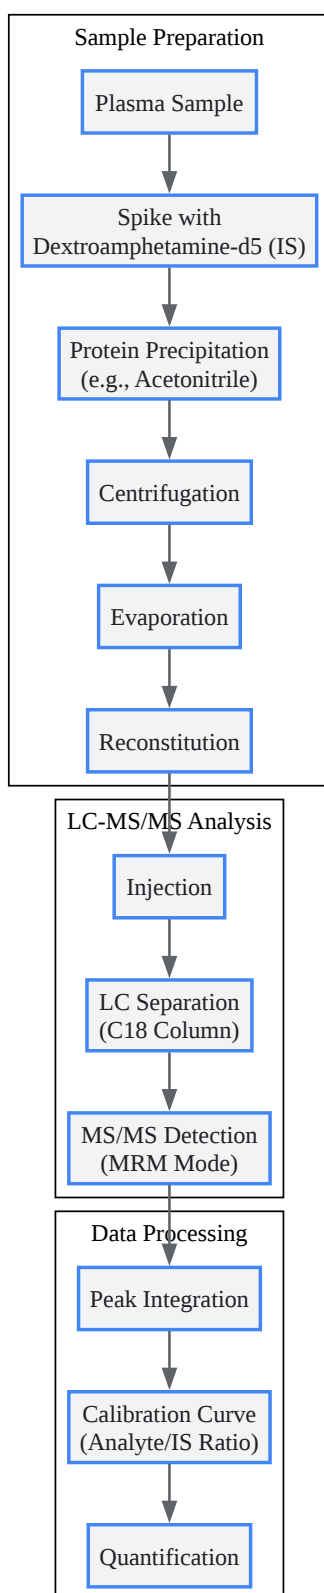 Sample Preparation
Plasma Sample
Spike with
Dextroamphetamine-d5 (IS)
Protein Precipitation
(e.g., Acetonitrile)
Centrifugation
Evaporation
Reconstitution
LC-MS/MS Analysis
Injection
LC Separation
(C18 Column)
MS/MS Detection
(MRM Mode)
Data Processing
Peak Integration
Calibration Curve
(Analyte/IS Ratio)
Quantification